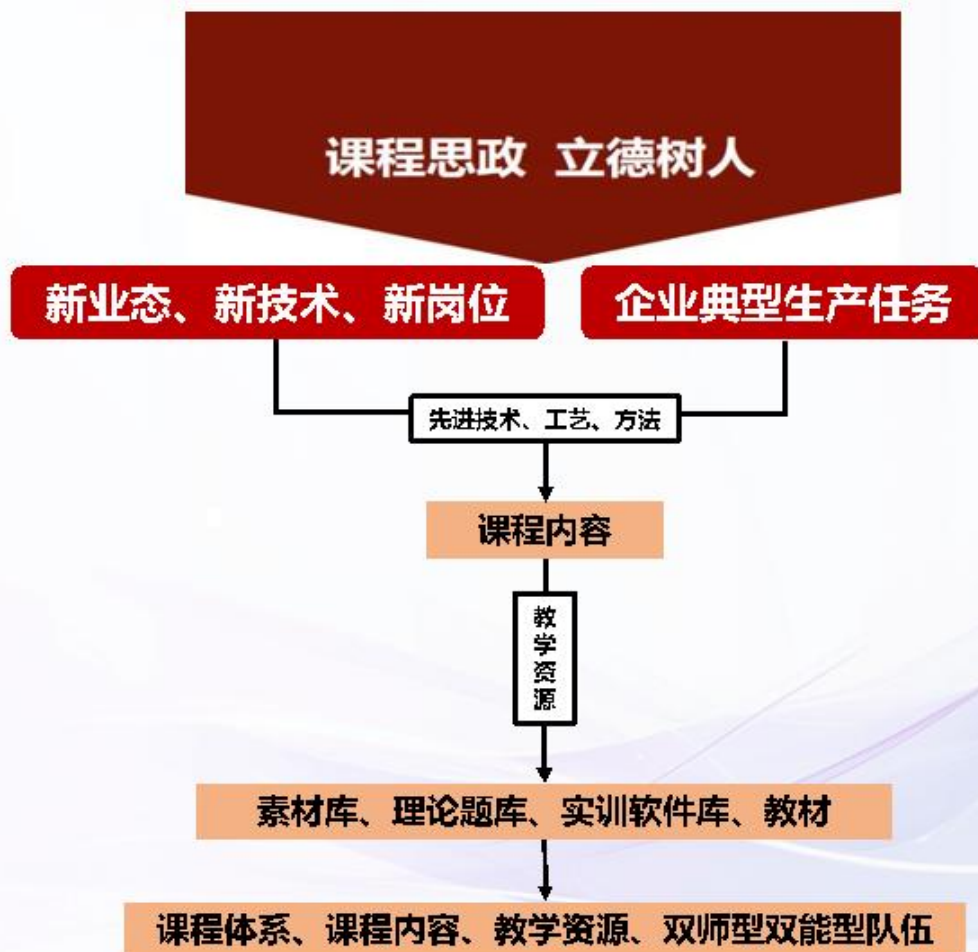 课程思政 立德树人
新业态、新技术、新岗位
企业典型生产任务
先进技术、工艺、方法
课程内容
教学资源
素材库、理论题库、实训软件库、教材
课程体系、课程内容、教学资源、双师型双能型队伍